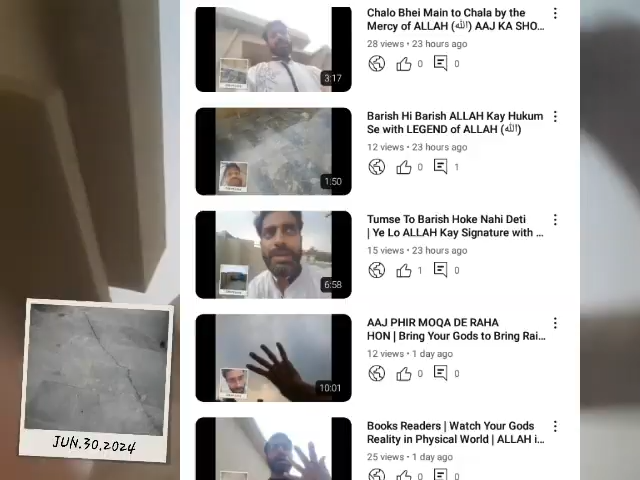 Chalo Bhei Main to Chala by the
Mercy of ALLAH (الله) AAJ KA SHO...
28 views • 23 hours ago
0 0
3:17
Barish Hi Barish ALLAH Kay Hukum
Se with LEGEND of ALLAH (الله)
12 views • 23 hours ago
0 1
1:50
Tumse To Barish Hoke Nahi Deti
| Ye Lo ALLAH Kay Signature with ...
15 views • 23 hours ago
1 0
6:58
AAJ PHIR MOQA DE RAHA
HON | Bring Your Gods to Bring Rai...
12 views • 1 day ago
0 0
10:01
Books Readers | Watch Your Gods
Reality in Physical World | ALLAH i...
25 views • 1 day ago
0 0
JUN.30.2024